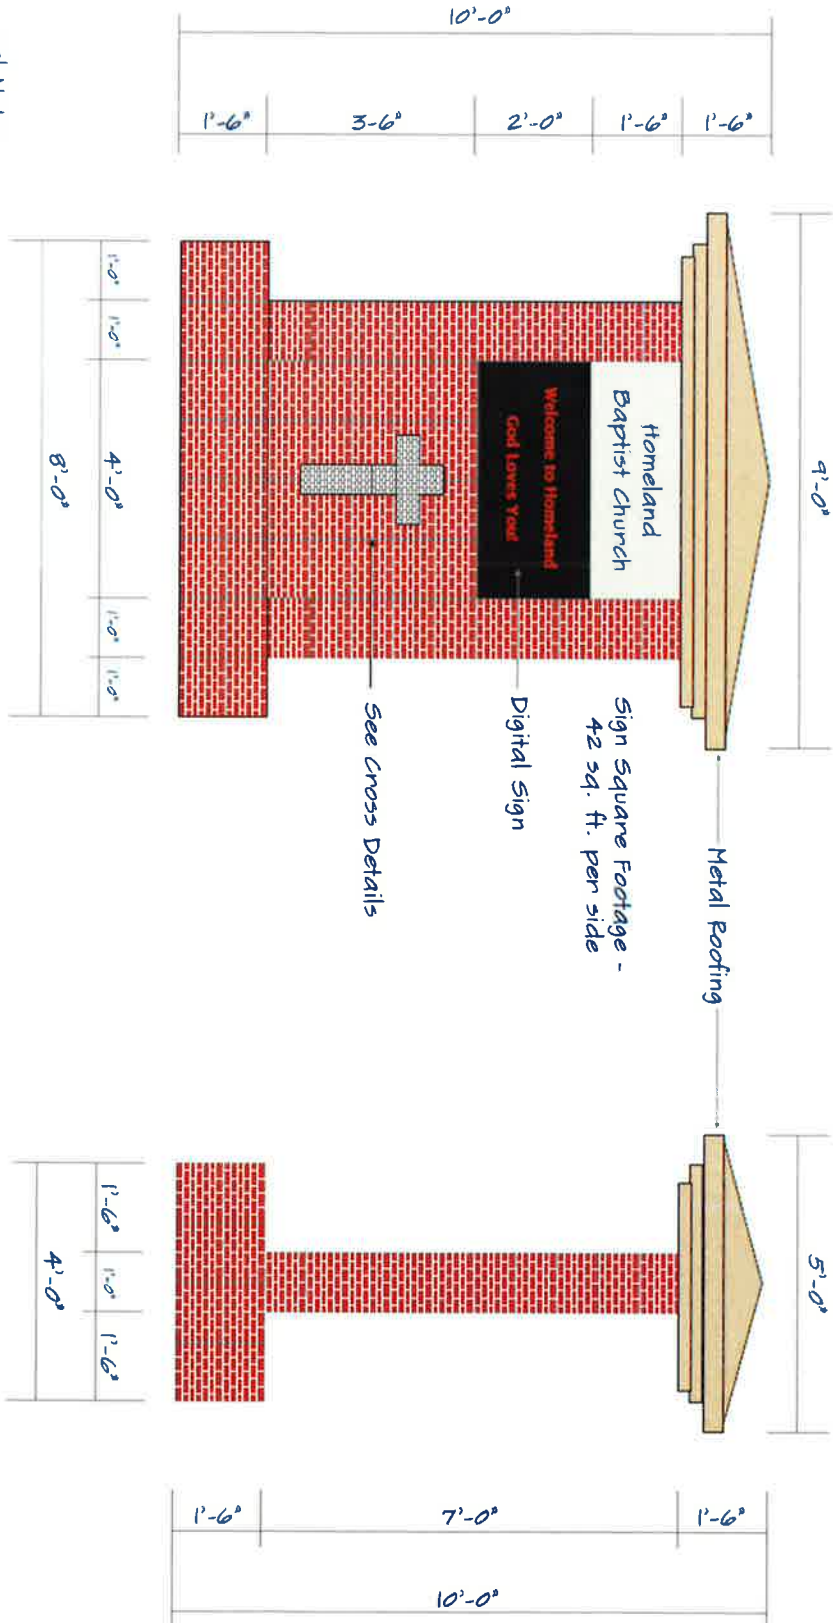 9'-0"
5'-0"
10'-0"
1'-6"
1'-6"
2'-0"
3-6"
1'-6"
Homeland
Baptist Church
Welcome to Homeland
God Loves You!
Metal Roofing
Sign Square Footage -
42 sq. ft. per side
Digital Sign
See Cross Details
1'-6"
7'-0"
1'-6"
10'-0"
1'-0"
1'-0"
4'-0"
1'-0"
1'-0"
8'-0"
1'-6"
1'-0"
1'-6"
4'-0"